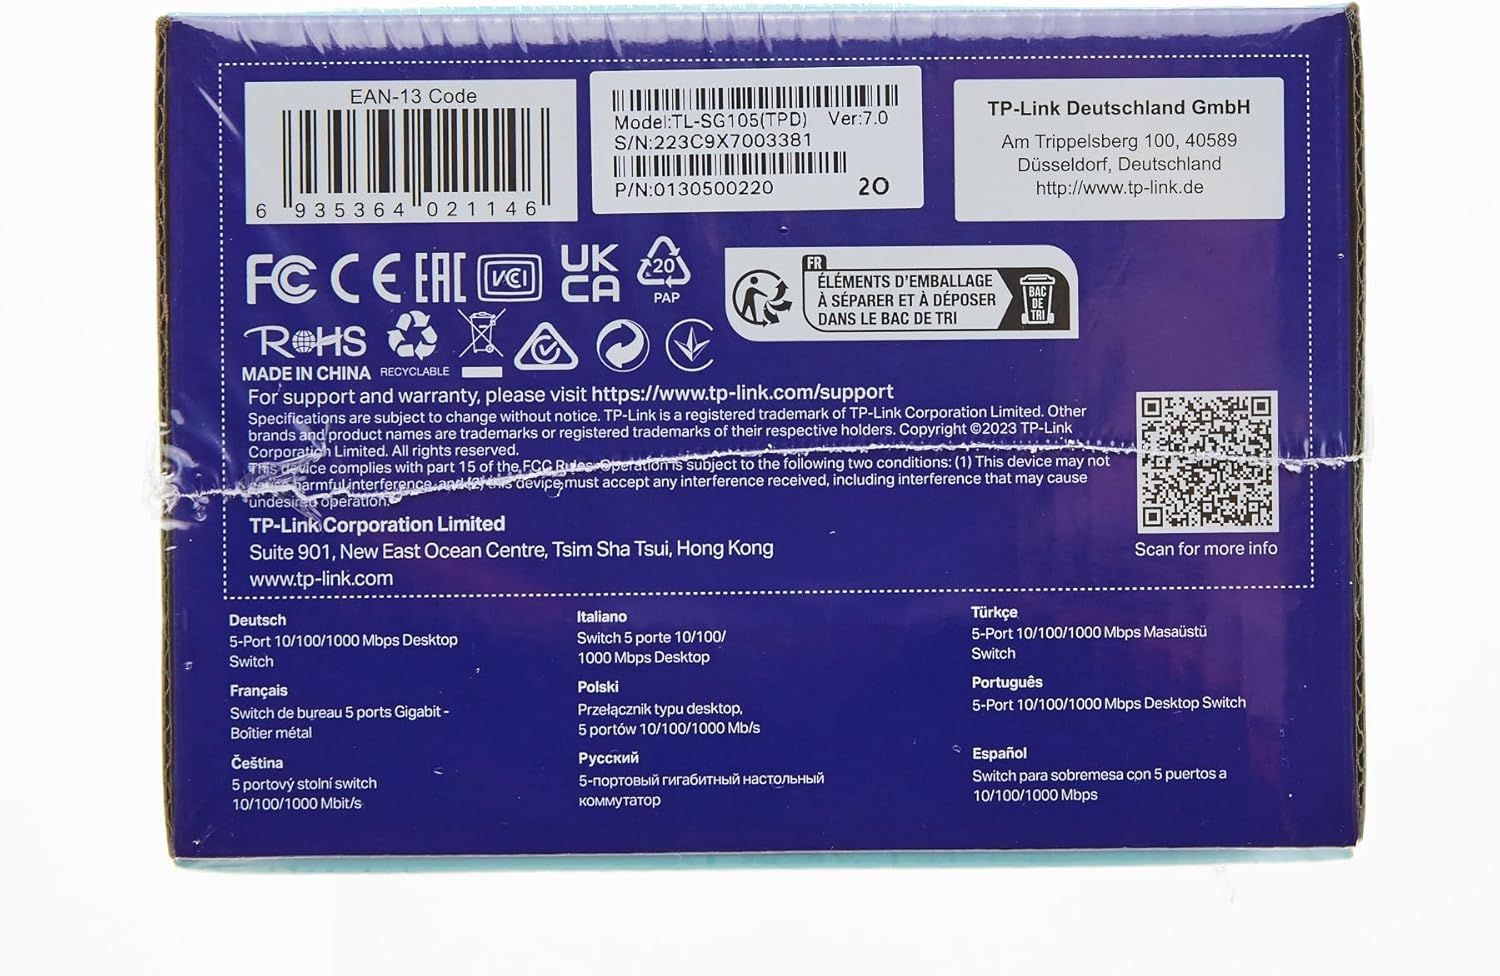 EAN-13 Code
6 935364 021146
Model:TL-SG105(TPD) Ver:7.0
S/N:223C9X7003381
P/N:0130500220 20
TP-Link Deutschland GmbH
Am Trippelsberg 100, 40589
Düsseldorf, Deutschland
http://www.tp-link.de
FC CE EAC VCCI UK
CA
20
PAP
FR
ÉLÉMENTS D'EMBALLAGE
À SÉPARER ET À DÉPOSER
DANS LE BAC DE TRI
BAC
DE
TRI
RoHS
MADE IN CHINA RECYCLABLE
For support and warranty, please visit https://www.tp-link.com/support
Specifications are subject to change without notice. TP-Link is a registered trademark of TP-Link Corporation Limited. Other
brands and product names are trademarks or registered trademarks of their respective holders. Copyright ©2023 TP-Link
Corporation Limited. All rights reserved.
This device complies with part 15 of the FCC Rules. Operation is subject to the following two conditions: (1) This device may not
cause harmful interference, and (2) this device must accept any interference received, including interference that may cause
undesired operation.
TP-Link Corporation Limited
Suite 901, New East Ocean Centre, Tsim Sha Tsui, Hong Kong
www.tp-link.com
Scan for more info
Deutsch
5-Port 10/100/1000 Mbps Desktop
Switch
Français
Switch de bureau 5 ports Gigabit -
Boîtier métal
Čeština
5 portový stolní switch
10/100/1000 Mbit/s
Italiano
Switch 5 porte 10/100/
1000 Mbps Desktop
Polski
Przełącznik typu desktop,
5 portów 10/100/1000 Mb/s
Русский
5-портовый гигабитный настольный
коммутатор
Türkçe
5-Port 10/100/1000 Mbps Masaüstü
Switch
Português
5-Port 10/100/1000 Mbps Desktop Switch
Español
Switch para sobremesa con 5 puertos a
10/100/1000 Mbps